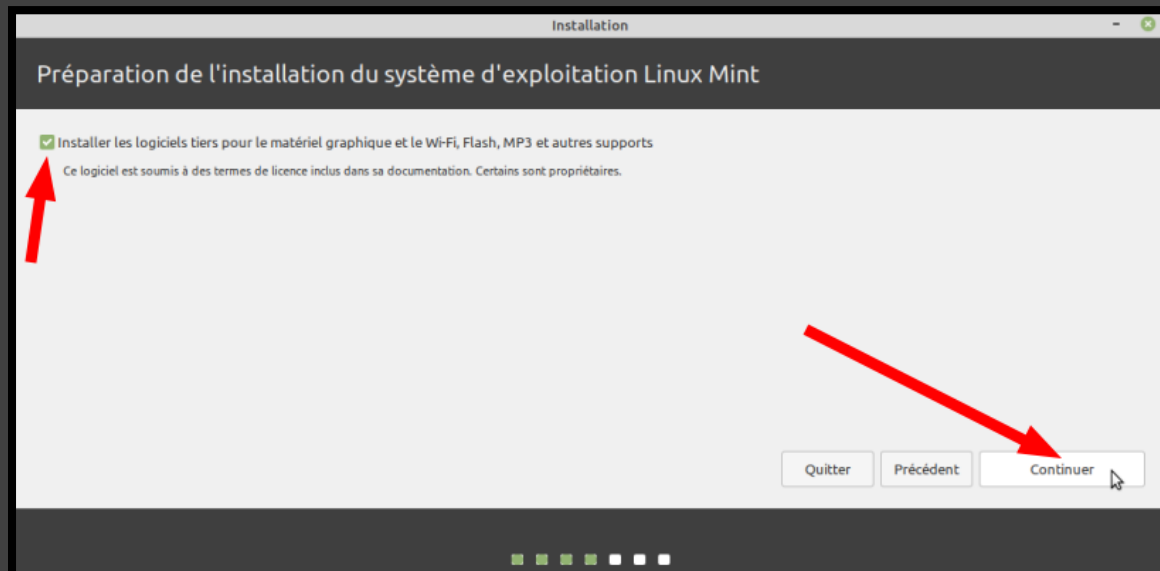 Installation
Préparation de l'installation du système d'exploitation Linux Mint
Installer les logiciels tiers pour le matériel graphique et le Wi-Fi, Flash, MP3 et autres supports
Ce logiciel est soumis à des termes de licence inclus dans sa documentation. Certains sont propriétaires.
Quitter Précédent Continuer